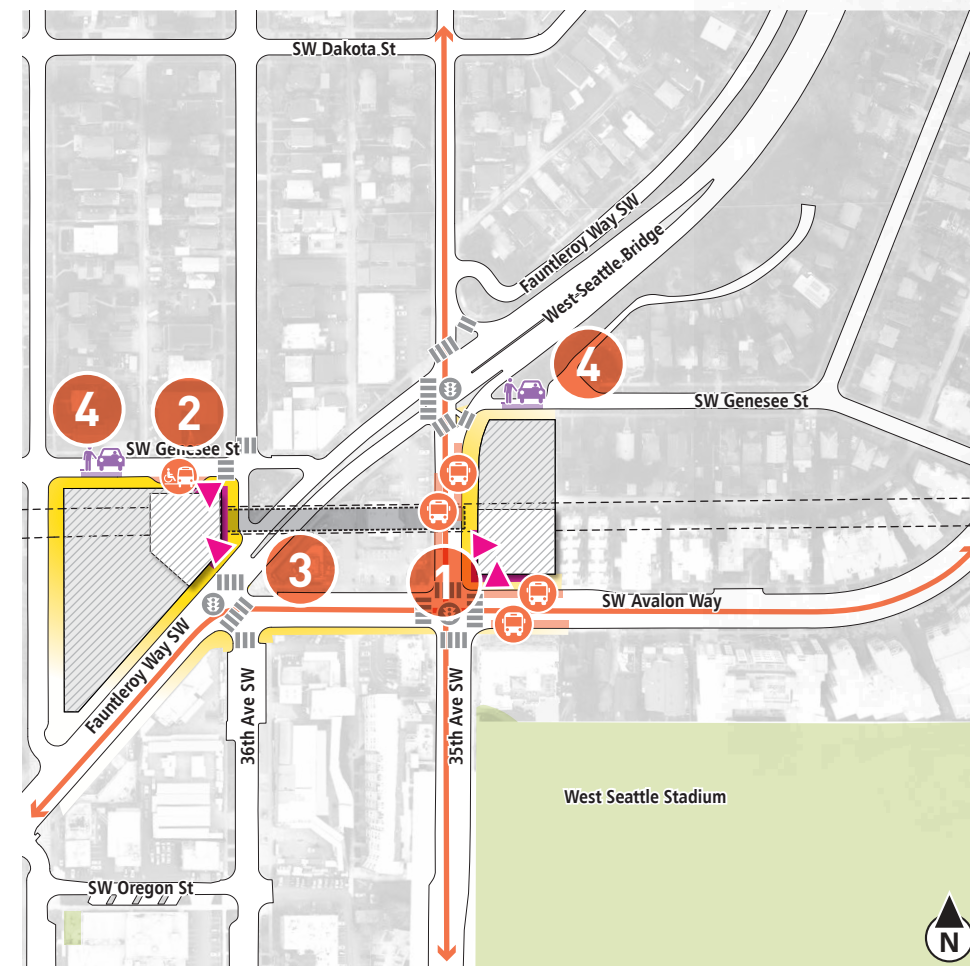 SW Dakota St
Fauntleroy Way SW
West Seattle Bridge
4
4
2
SW Genesee St
SW Genesee St
3
1
SW Avalon Way
Fauntleroy Way SW
36th Ave SW
35th Ave SW
West Seattle Stadium
SW Oregon St
N